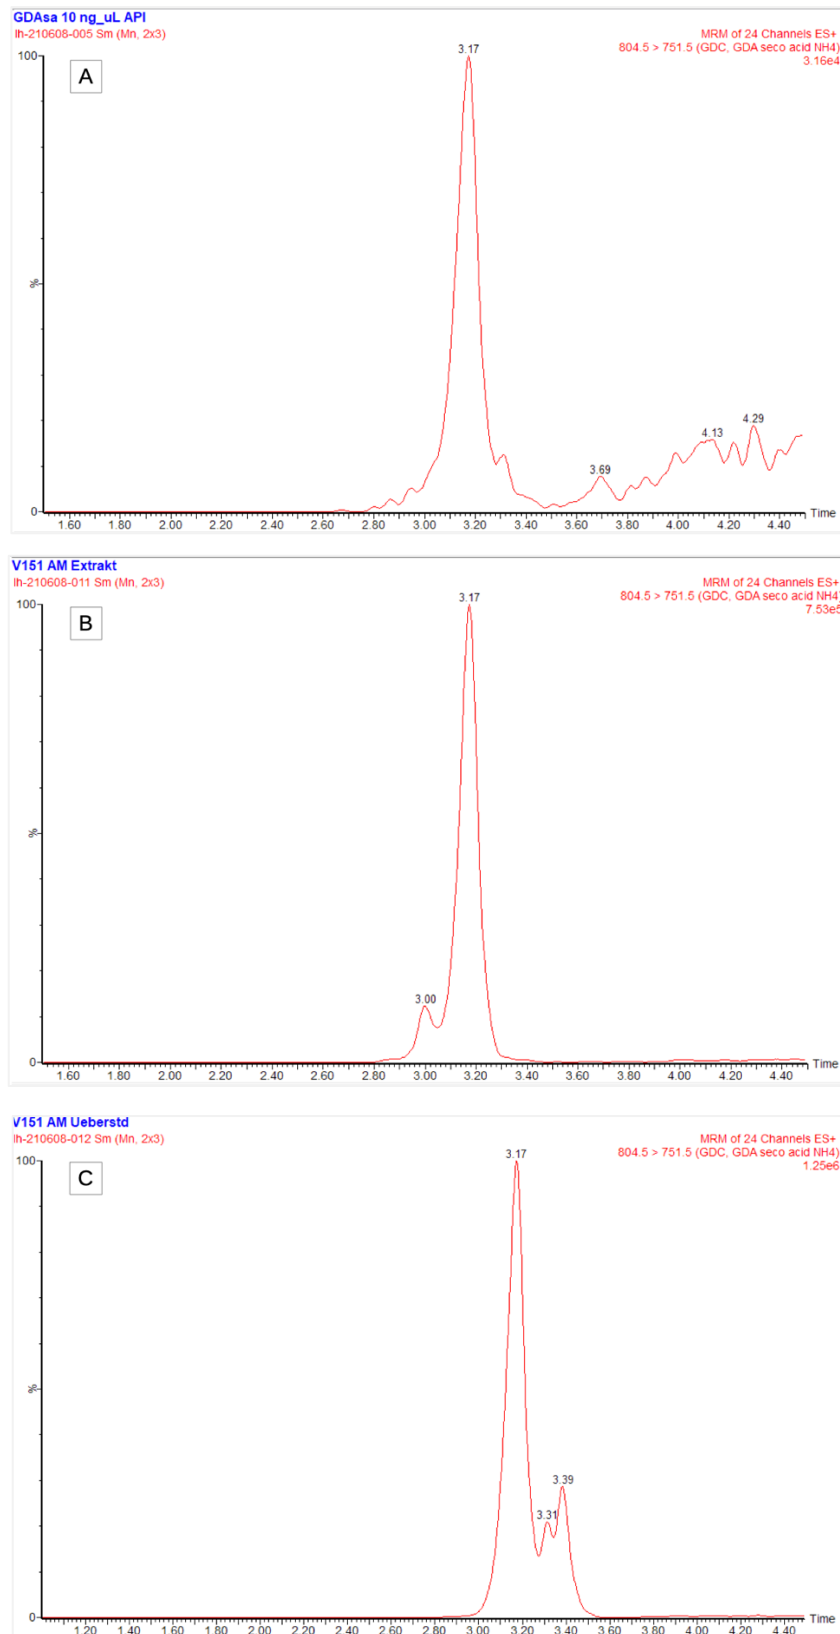 GDAsa 10 ng_uL API
lh-210608-005 Sm (Mn, 2x3)
MRM of 24 Channels ES+
804.5 > 751.5 (GDC, GDA seco acid NH4)
3.16e4
A
100
%
0
3.17
3.69
4.13
4.29
1.60 1.80 2.00 2.20 2.40 2.60 2.80 3.00 3.20 3.40 3.60 3.80 4.00 4.20 4.40
Time
V151 AM Extrakt
lh-210608-011 Sm (Mn, 2x3)
MRM of 24 Channels ES+
804.5 > 751.5 (GDC, GDA seco acid NH4)
7.53e5
B
100
%
0
3.00
3.17
1.60 1.80 2.00 2.20 2.40 2.60 2.80 3.00 3.20 3.40 3.60 3.80 4.00 4.20 4.40
Time
V151 AM Ueberstd
lh-210608-012 Sm (Mn, 2x3)
MRM of 24 Channels ES+
804.5 > 751.5 (GDC, GDA seco acid NH4)
1.25e6
C
100
%
0
3.17
3.31
3.39
1.20 1.40 1.60 1.80 2.00 2.20 2.40 2.60 2.80 3.00 3.20 3.40 3.60 3.80 4.00 4.20 4.40
Time